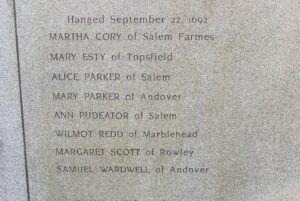 Hanged September 22, 1692
MARTHA CORY of Salem Farmes
MARY ESTY of Topsfield
ALICE PARKER of Salem
MARY PARKER of Andover
ANN PUDEATOR of Salem
WILMOT REDD of Marblehead
MARGARET SCOTT of Rowley
SAMUEL WARDWELL of Andover